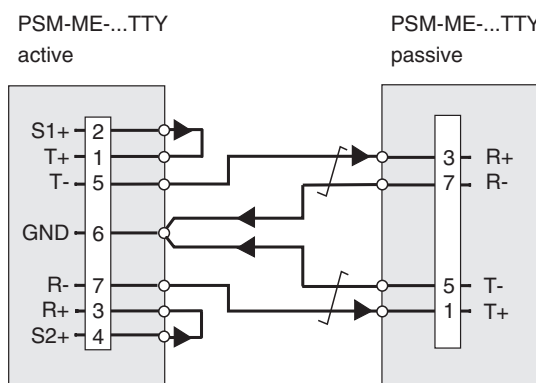 PSM-ME-...TTY
active
PSM-ME-...TTY
passive
S1+ 2
T+ 1
T- 5
GND 6
R- 7
R+ 3
S2+ 4
3 R+
7 R-
5 T-
1 T+